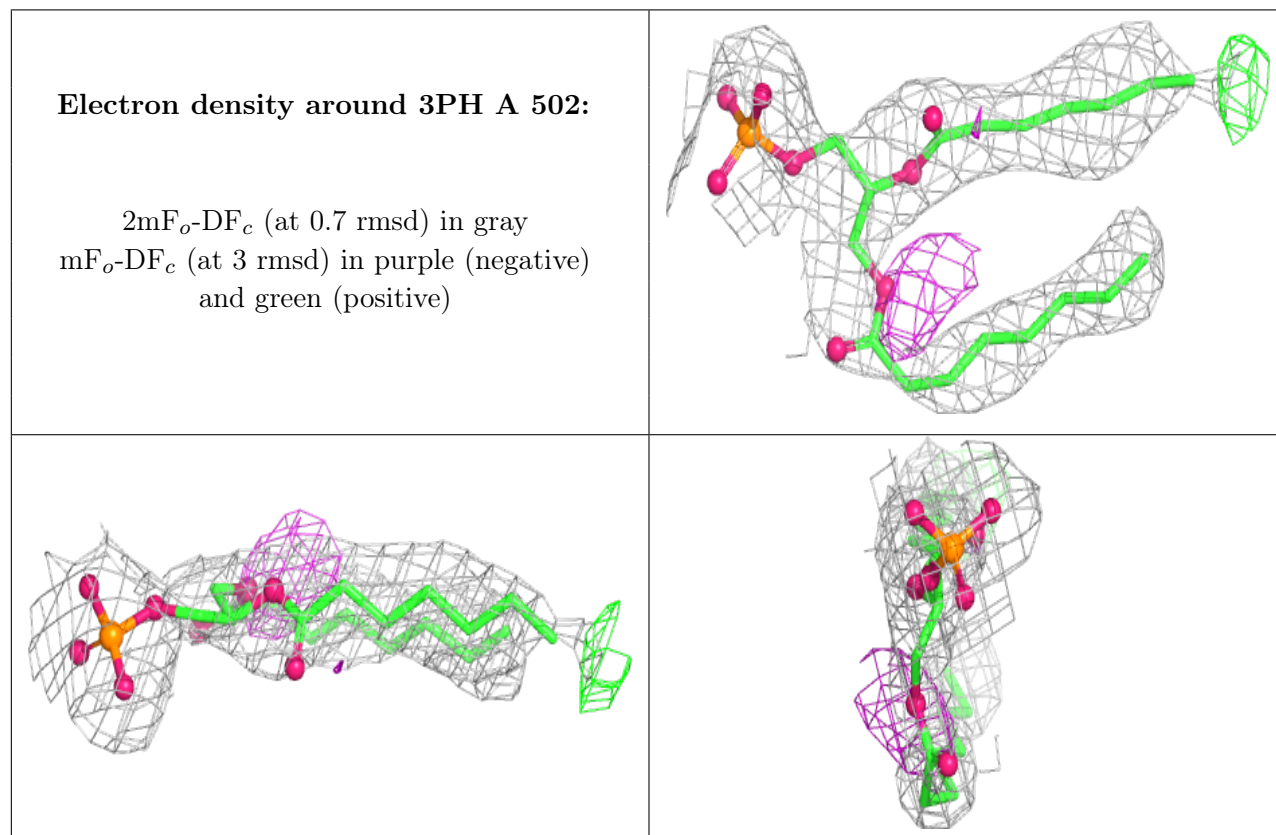 Electron density around 3PH A 502:
2mFₒ-DF𝒸 (at 0.7 rmsd) in gray
mFₒ-DF𝒸 (at 3 rmsd) in purple (negative)
and green (positive)